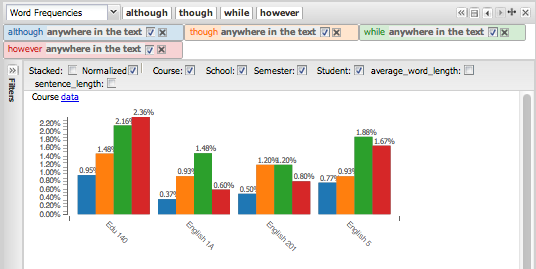 Word Frequencies although though while however
although anywhere in the text though anywhere in the text while anywhere in the text
however anywhere in the text
Filters
Stacked: Normalized Course: School: Semester: Student: average_word_length:
sentence_length:
Course data
2.20%
2.00%
1.80%
1.60%
1.40%
1.20%
1.00%
0.80%
0.60%
0.40%
0.20%
0.00%
0.95% 1.48% 2.16% 2.36%
0.37% 0.93% 1.48% 0.60%
0.50% 1.20% 1.20% 0.80%
0.77% 0.93% 1.88% 1.67%
Edu 140 English 1A English 201 English 5